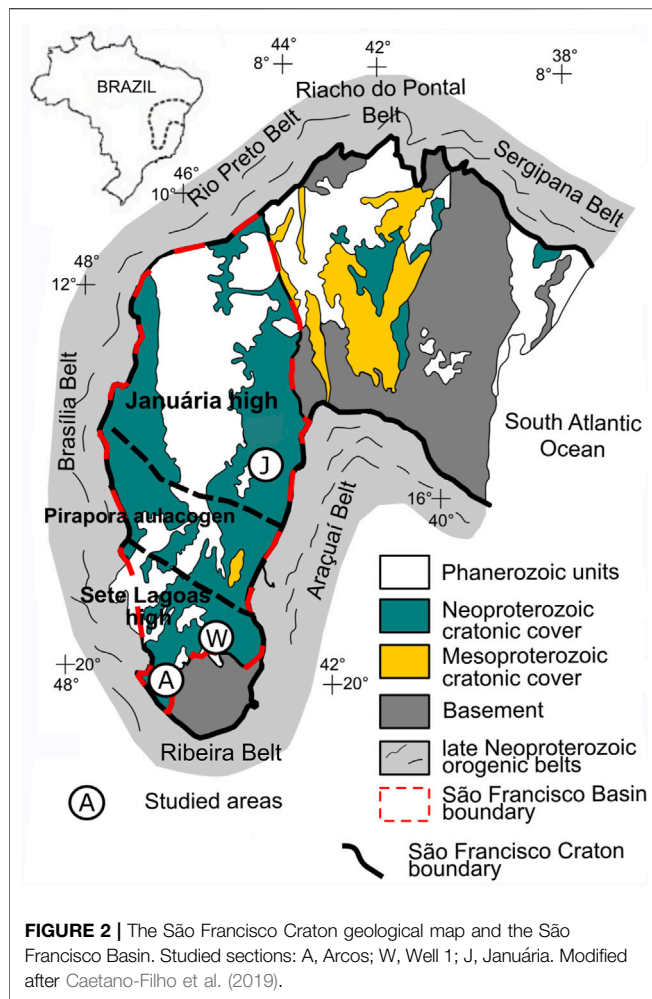 BRAZIL
44°
8°
42°
38°
8°
Riacho do Pontal
Belt
Rio Preto Belt
Sergipana Belt
46°
10°
48°
12°
Brasília Belt
Januária high
J
South Atlantic
Ocean
Pirapora aulacogen
16°
40°
Araçuaí Belt
Sete Lagoas
high
W
20°
48°
A
42°
20°
Ribeira Belt
Phanerozoic units
Neoproterozoic
cratonic cover
Mesoproterozoic
cratonic cover
Basement
late Neoproterozoic
orogenic belts
A Studied areas
São Francisco Basin
boundary
São Francisco Craton
boundary
FIGURE 2 | The São Francisco Craton geological map and the São
Francisco Basin. Studied sections: A, Arcos; W, Well 1; J, Januária. Modified
after Caetano-Filho et al. (2019).